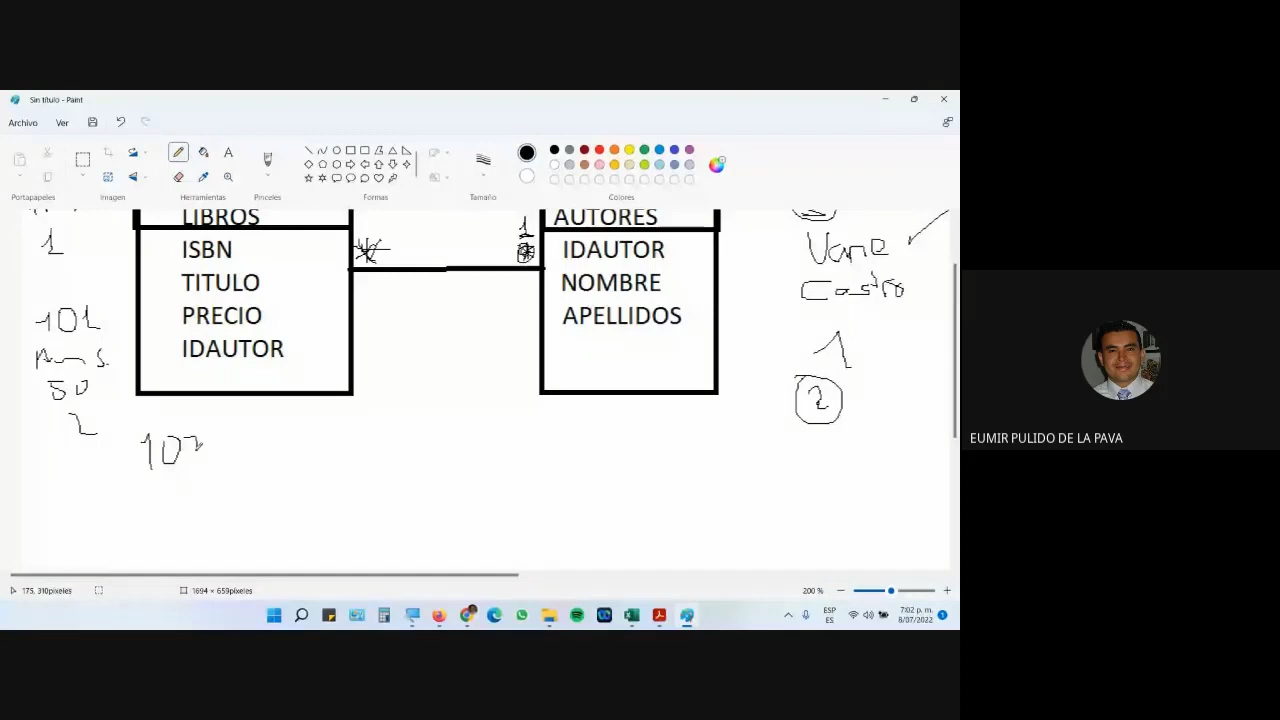 Sin título - Paint
Archivo
Ver
Portapapeles
Imagen
Herramientas
Pinceles
Formas
Tamaño
Colores
LIBROS
ISBN
TITULO
PRECIO
IDAUTOR
1
*
AUTORES
IDAUTOR
NOMBRE
APELLIDOS
1
101
50
2
Castro
1
2
EUMIR PULIDO DE LA PAVA
175, 310píxeles
1694 × 659píxeles
200 %
ESP
ES
7:02 p. m.
8/07/2022
1